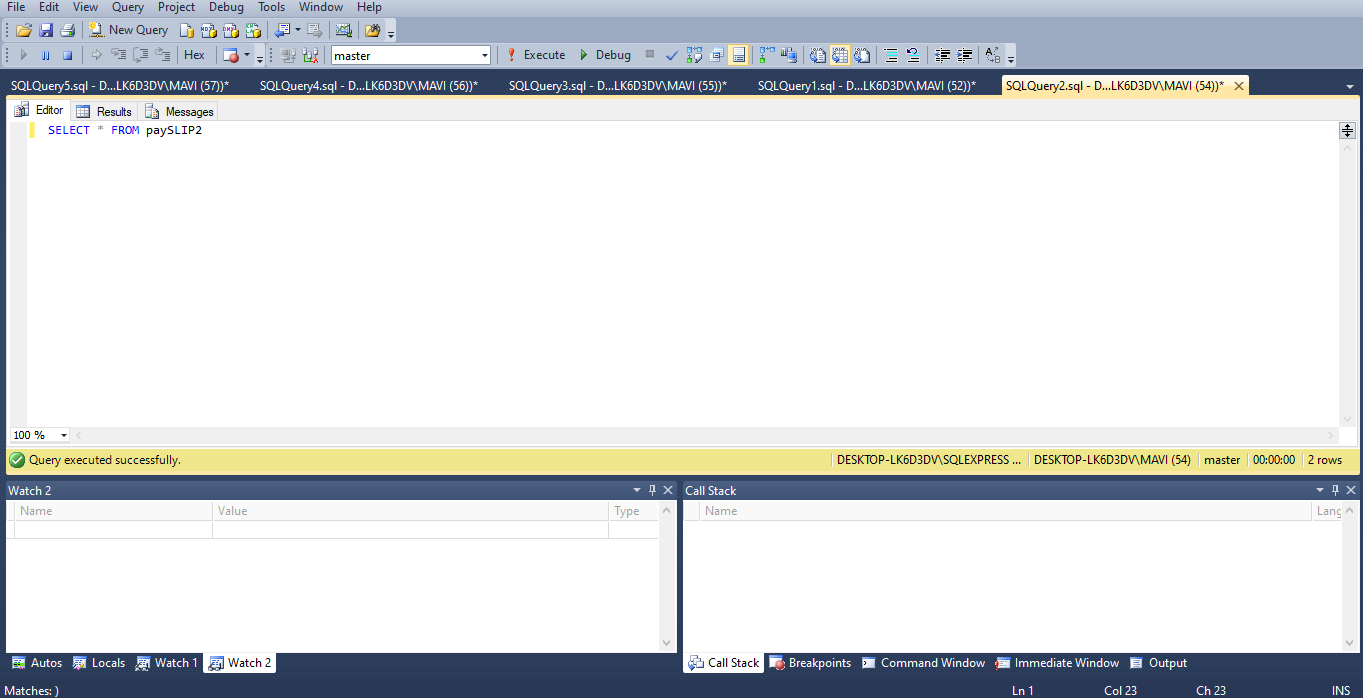 File Edit View Query Project Debug Tools Window Help
New Query
Hex master Execute Debug
SQLQuery5.sql - D...LK6D3DV\MAVI (57))* SQLQuery4.sql - D...LK6D3DV\MAVI (56))* SQLQuery3.sql - D...LK6D3DV\MAVI (55))* SQLQuery1.sql - D...LK6D3DV\MAVI (52))* SQLQuery2.sql - D...LK6D3DV\MAVI (54))*
Editor Results Messages
SELECT * FROM paySLIP2
100 %
Query executed successfully. DESKTOP-LK6D3DV\SQLEXPRESS ... DESKTOP-LK6D3DV\MAVI (54) master 00:00:00 2 rows
Watch 2 Call Stack
Name Value Type Name Lang
Autos Locals Watch 1 Watch 2 Call Stack Breakpoints Command Window Immediate Window Output
Matches: ) Ln 1 Col 23 Ch 23 INS